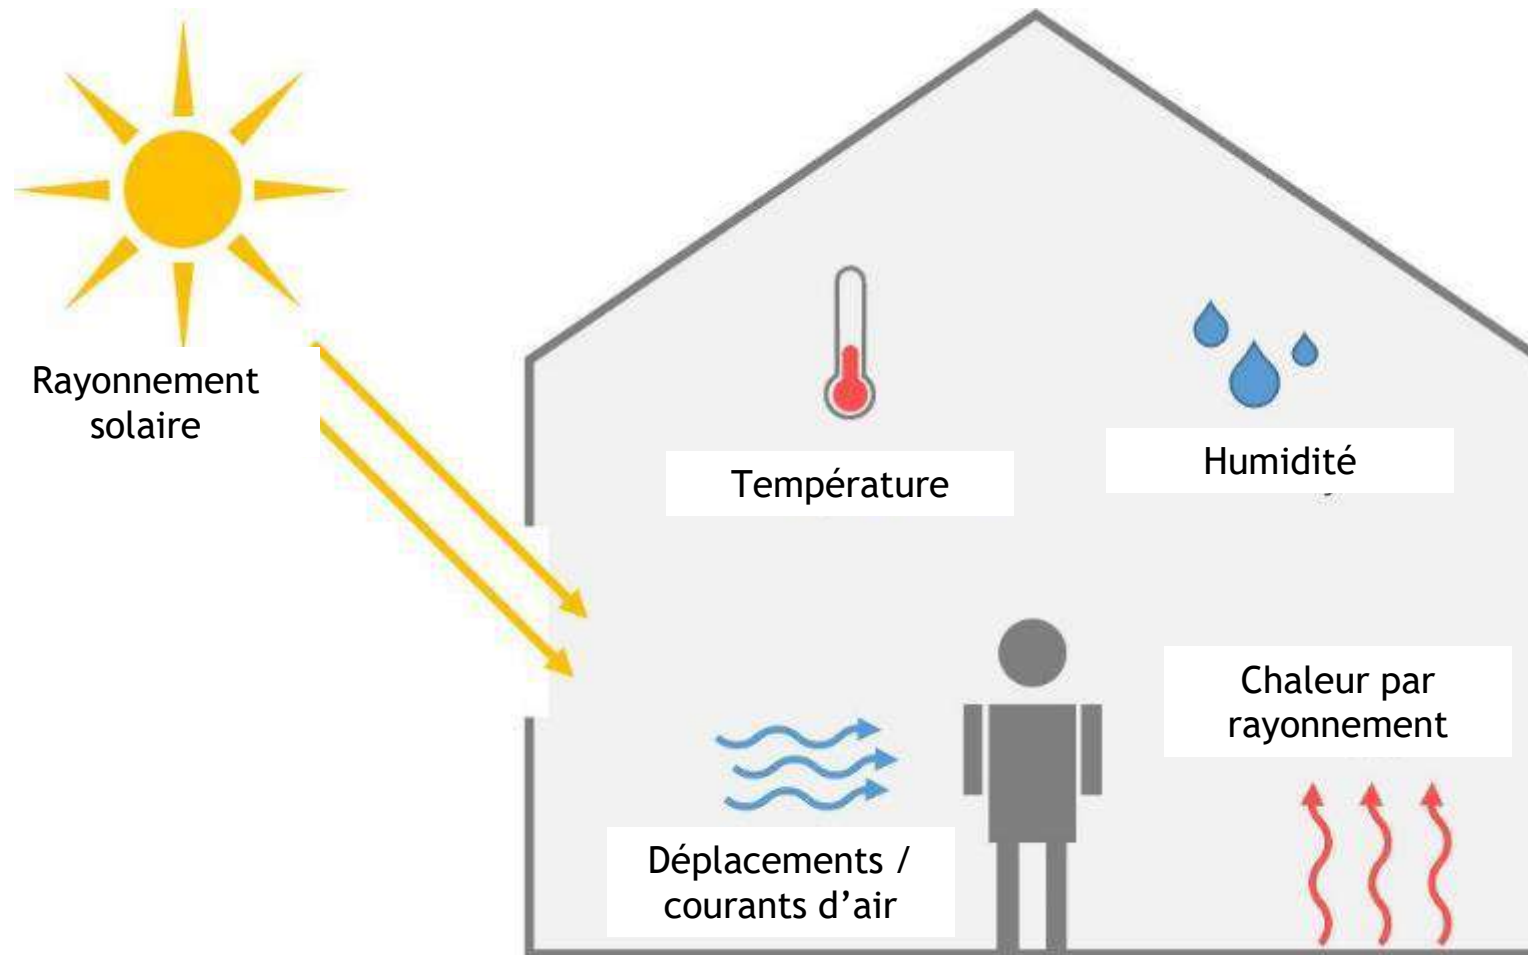 Rayonnement
solaire
Température
Humidité
Chaleur par
rayonnement
Déplacements /
courants d’air